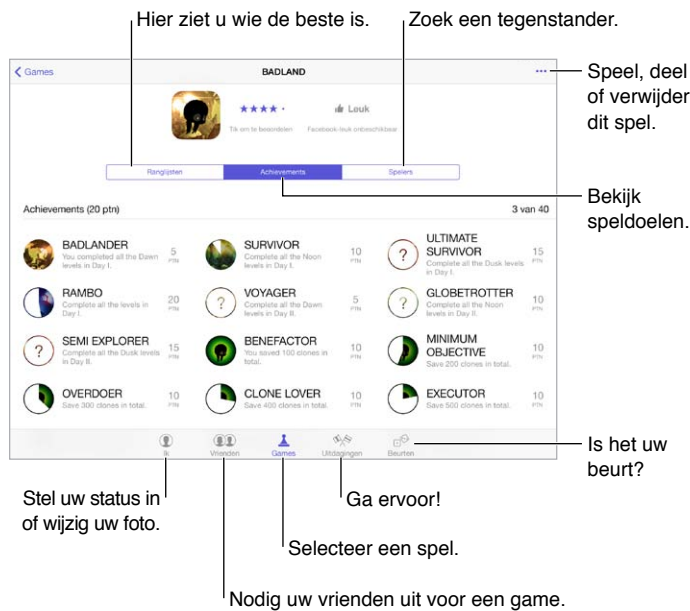 Hier ziet u wie de beste is.
Zoek een tegenstander.
Games
BADLAND
Speel, deel
of verwijder
dit spel.
Leuk
Tik om te beoordelen
Facebook-leuk onbeschikbaar
Ranglijsten
Achievements
Spelers
Bekijk
speldoelen.
Achievements (20 ptn)
3 van 40
BADLANDER
You completed all the Dawn
levels in Day I.
5
PTN
SURVIVOR
Complete all the Noon
levels in Day I.
10
PTN
ULTIMATE
SURVIVOR
Complete all the Dusk levels
in Day I.
15
PTN
RAMBO
Complete all the levels in
Day I.
20
PTN
VOYAGER
Complete all the Dawn
levels in Day II.
5
PTN
GLOBETROTTER
Complete all the Noon
levels in Day II.
10
PTN
SEMI EXPLORER
Complete all the Dusk levels
in Day II.
15
PTN
BENEFACTOR
You saved 100 clones in
total.
10
PTN
MINIMUM
OBJECTIVE
Save 200 clones in total.
10
PTN
OVERDOER
Save 300 clones in total.
10
PTN
CLONE LOVER
Save 400 clones in total.
10
PTN
EXECUTOR
Save 500 clones in total.
10
PTN
Ik
Vrienden
Games
Uitdagingen
Beurten
Is het uw
beurt?
Stel uw status in
of wijzig uw foto.
Ga ervoor!
Selecteer een spel.
Nodig uw vrienden uit voor een game.